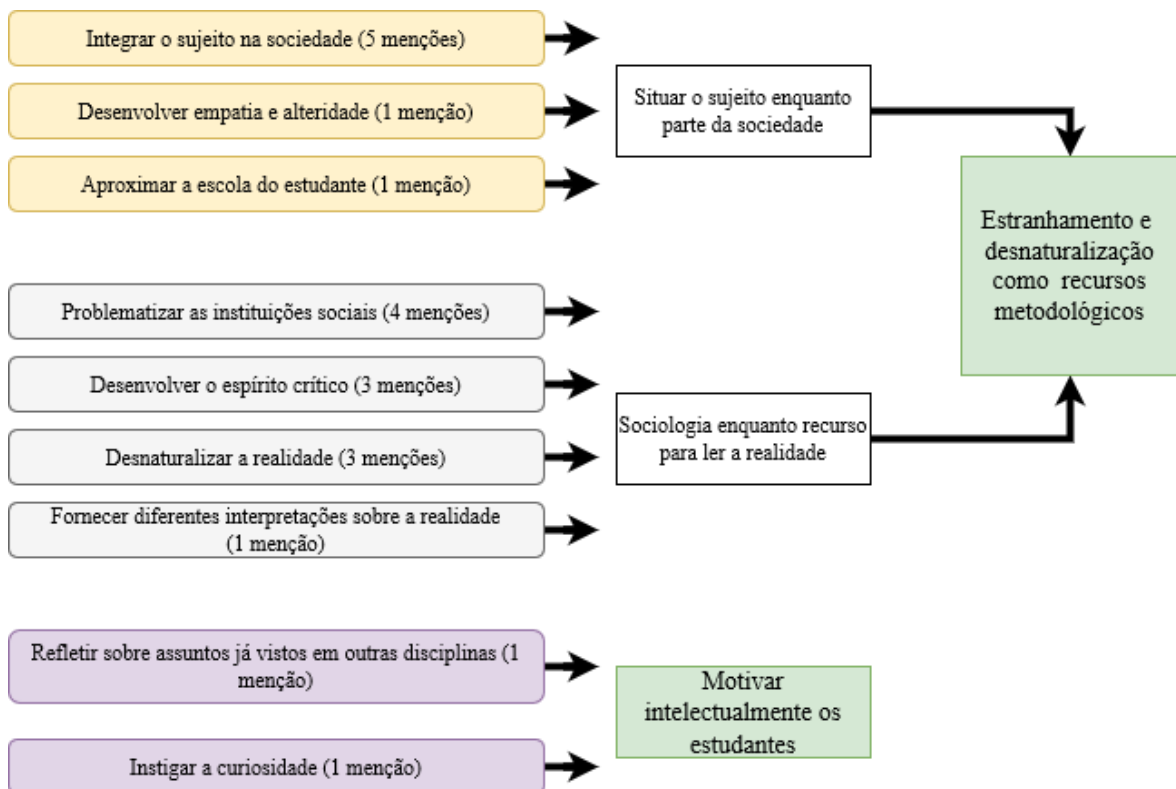 Integrar o sujeito na sociedade (5 menções)
Desenvolver empatia e alteridade (1 menção)
Aproximar a escola do estudante (1 menção)
Situar o sujeito enquanto
parte da sociedade
Problematizar as instituições sociais (4 menções)
Desenvolver o espírito crítico (3 menções)
Desnaturalizar a realidade (3 menções)
Fornecer diferentes interpretações sobre a realidade
(1 menção)
Sociologia enquanto recurso
para ler a realidade
Estranhamento e
desnaturalização
como recursos
metodológicos
Refletir sobre assuntos já vistos em outras disciplinas (1
menção)
Instigar a curiosidade (1 menção)
Motivar
intelectualmente os
estudantes